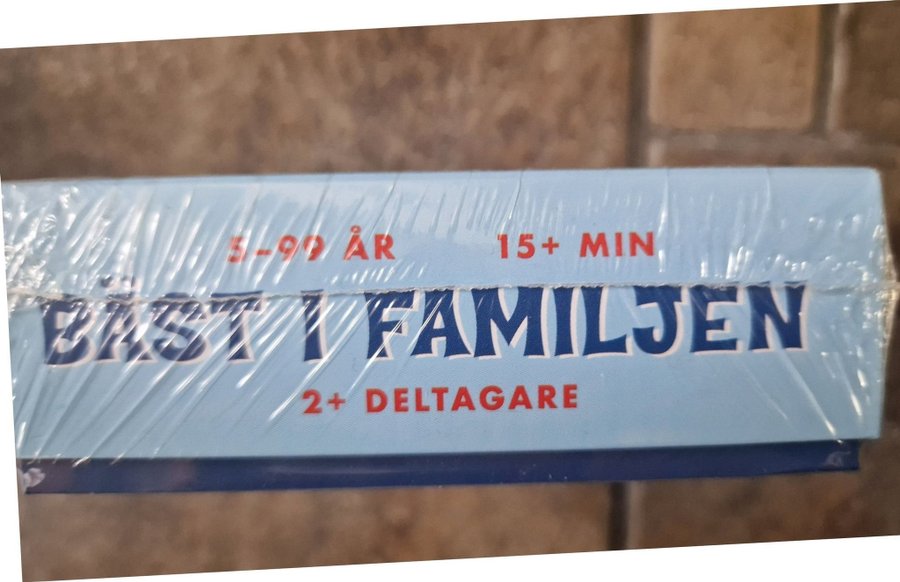 5-99 ÅR 15+ MIN
BÄST I FAMILJEN
2+ DELTAGARE